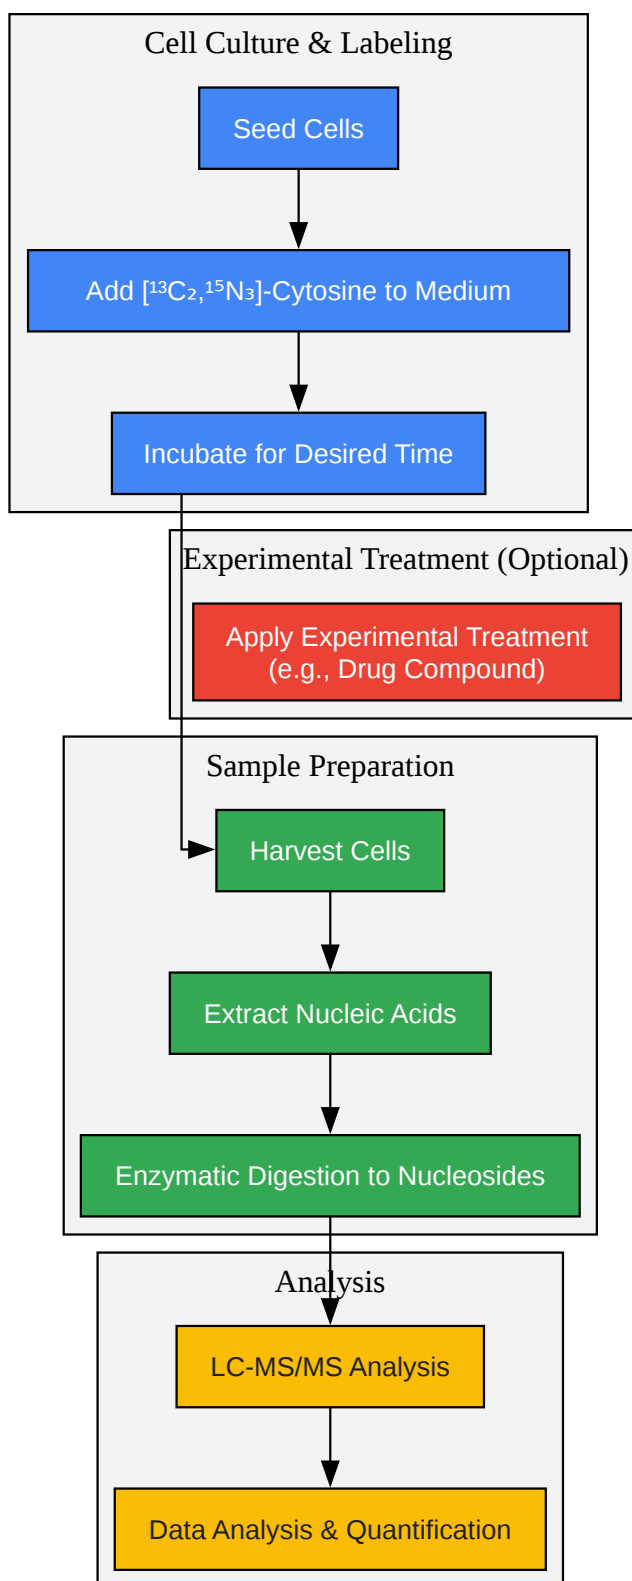 Cell Culture & Labeling
Seed Cells
Add [¹³C₂,¹⁵N₃]-Cytosine to Medium
Incubate for Desired Time
Experimental Treatment (Optional)
Apply Experimental Treatment
(e.g., Drug Compound)
Sample Preparation
Harvest Cells
Extract Nucleic Acids
Enzymatic Digestion to Nucleosides
Analysis
LC-MS/MS Analysis
Data Analysis & Quantification